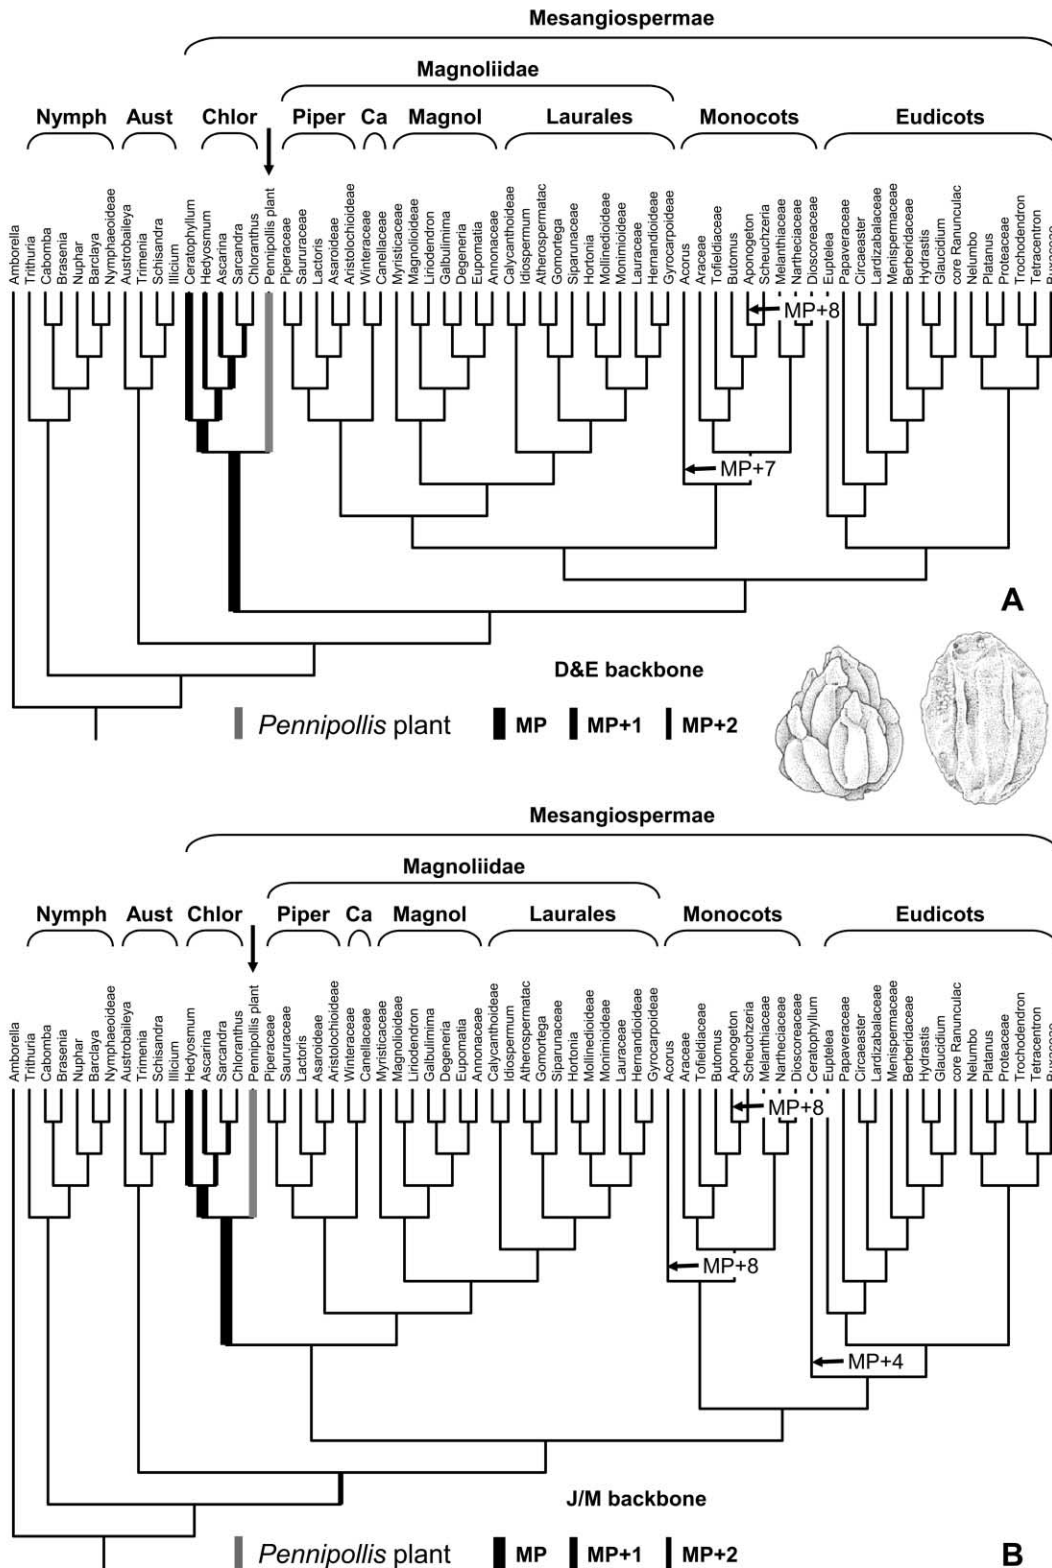 Mesangiospermae
Magnoliidae
Nymph Aust Chlor Piper Ca Magnol Laurales Monocots Eudicots
Amborella
Trithuria
Cabomba
Brasenia
Nuphar
Barclaya
Nymphaeoideae
Austrobaileya
Trimenia
Schisandra
Illicium
Ceratophyllum
Hedyosmum
Ascarina
Sarcandra
Chloranthus
Pennipollis plant
Piperaceae
Saururaceae
Lactoris
Asaroideae
Aristolochioideae
Winteraceae
Canellaceae
Myristicaceae
Magnolioideae
Liriodendron
Galbulimima
Degeneria
Eupomatia
Annonaceae
Calycanthoideae
Idiospermum
Atherospermatac
Gomortega
Siparunaceae
Hortonia
Mollinedioideae
Monimioideae
Lauraceae
Hernandioideae
Gyrocarpoideae
Acorus
Araceae
Tofieldiaceae
Butomus
Aponogeton
Scheuchzeria
Melanthiaceae
Nartheciaceae
Dioscoreaceae
Euptelea
Papaveraceae
Circaeaster
Lardizabalaceae
Menispermaceae
Berberidaceae
Hydrastis
Glaucidium
core Ranunculac
Nelumbo
Platanus
Proteaceae
Trochodendron
Tetracentron
MP+8
MP+7
A
D&E backbone
Pennipollis plant MP MP+1 MP+2
Mesangiospermae
Magnoliidae
Nymph Aust Chlor Piper Ca Magnol Laurales Monocots Eudicots
Amborella
Trithuria
Cabomba
Brasenia
Nuphar
Barclaya
Nymphaeoideae
Austrobaileya
Trimenia
Schisandra
Illicium
Hedyosmum
Ascarina
Sarcandra
Chloranthus
Pennipollis plant
Piperaceae
Saururaceae
Lactoris
Asaroideae
Aristolochioideae
Winteraceae
Canellaceae
Myristicaceae
Magnolioideae
Liriodendron
Galbulimima
Degeneria
Eupomatia
Annonaceae
Calycanthoideae
Idiospermum
Atherospermatac
Gomortega
Siparunaceae
Hortonia
Mollinedioideae
Monimioideae
Lauraceae
Hernandioideae
Gyrocarpoideae
Acorus
Araceae
Tofieldiaceae
Butomus
Aponogeton
Scheuchzeria
Melanthiaceae
Nartheciaceae
Dioscoreaceae
Ceratophyllum
Euptelea
Papaveraceae
Circaeaster
Lardizabalaceae
Menispermaceae
Berberidaceae
Hydrastis
Glaucidium
core Ranunculac
Nelumbo
Platanus
Proteaceae
Trochodendron
Tetracentron
MP+8
MP+8
MP+4
J/M backbone
Pennipollis plant MP MP+1 MP+2
B